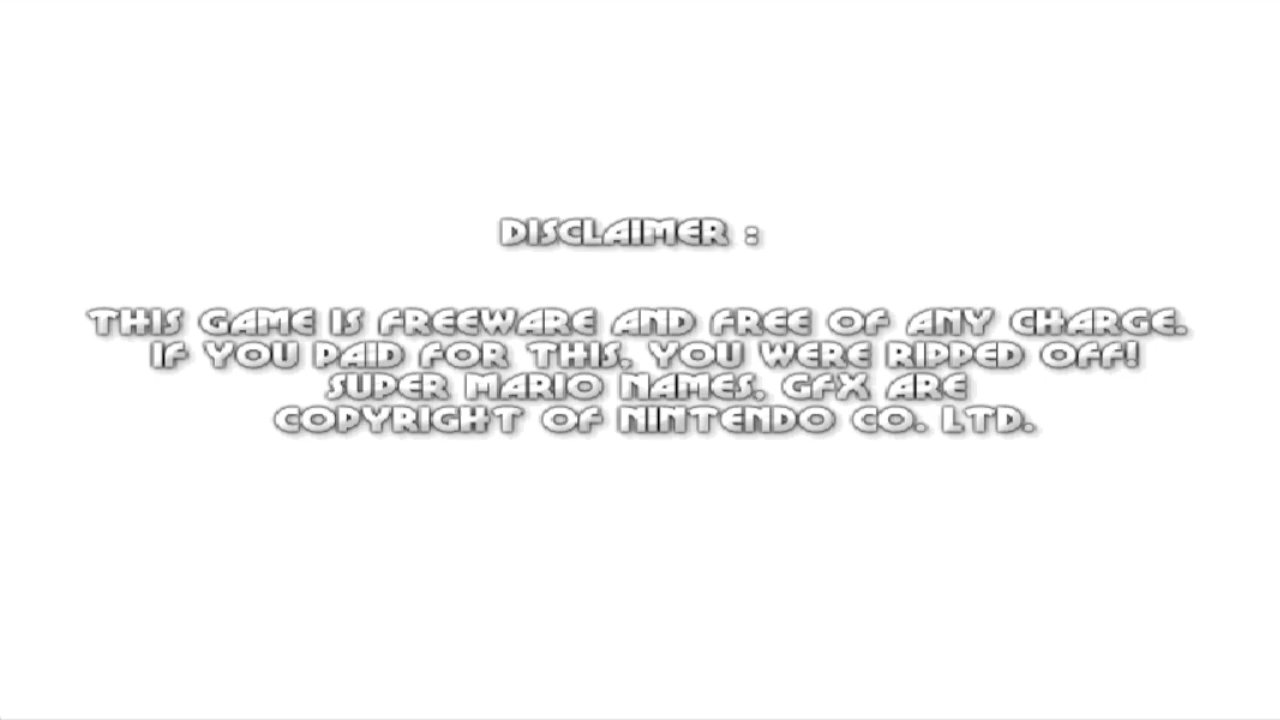 DISCLAIMER :
THIS GAME IS FREEWARE AND FREE OF ANY CHARGE.
IF YOU PAID FOR THIS, YOU WERE RIPPED OFF!
SUPER MARIO NAMES, GFX ARE
COPYRIGHT OF NINTENDO CO. LTD.